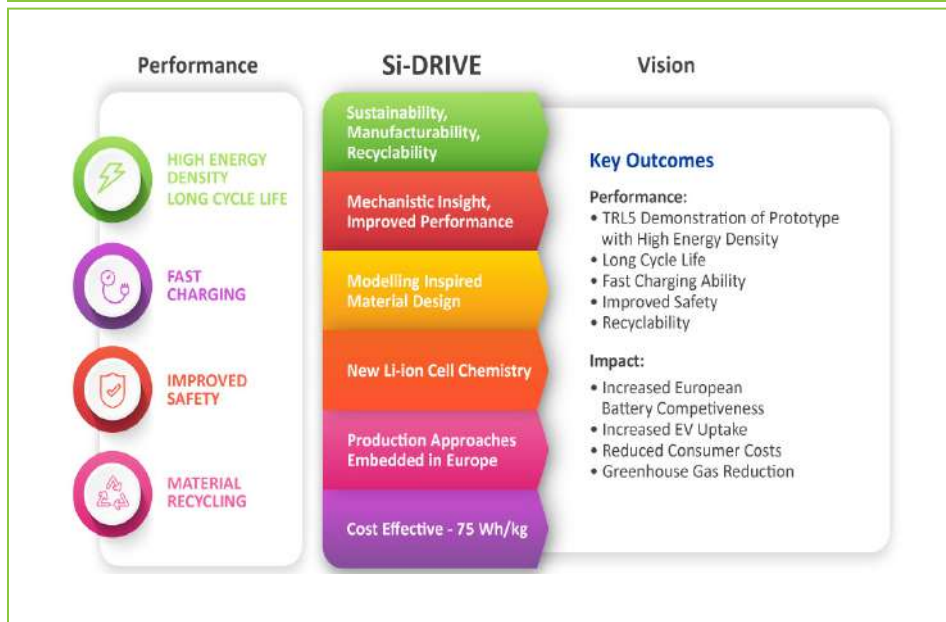 Performance
HIGH ENERGY
DENSITY
LONG CYCLE LIFE
FAST
CHARGING
IMPROVED
SAFETY
MATERIAL
RECYCLING
Si-DRIVE
Sustainability,
Manufacturability,
Recyclability
Mechanistic Insight,
Improved Performance
Modelling Inspired
Material Design
New Li-ion Cell Chemistry
Production Approaches
Embedded in Europe
Cost Effective - 75 Wh/kg
Vision
Key Outcomes
Performance:
• TRL5 Demonstration of Prototype
with High Energy Density
• Long Cycle Life
• Fast Charging Ability
• Improved Safety
• Recyclability
Impact:
• Increased European
Battery Competiveness
• Increased EV Uptake
• Reduced Consumer Costs
• Greenhouse Gas Reduction